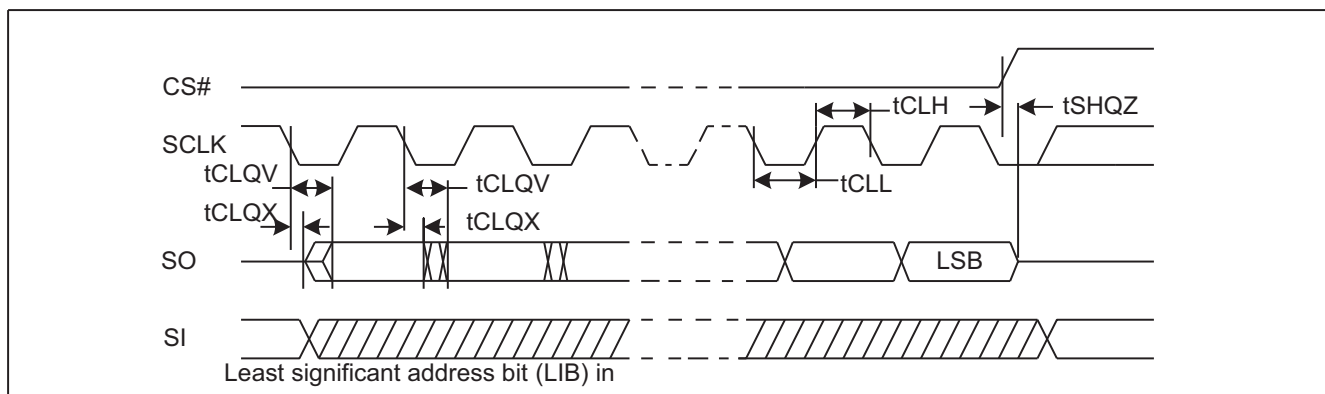 CS#
tCLH
tSHQZ
SCLK
tCLQV
tCLQV
tCLL
tCLQX
tCLQX
SO
LSB
SI
Least significant address bit (LIB) in